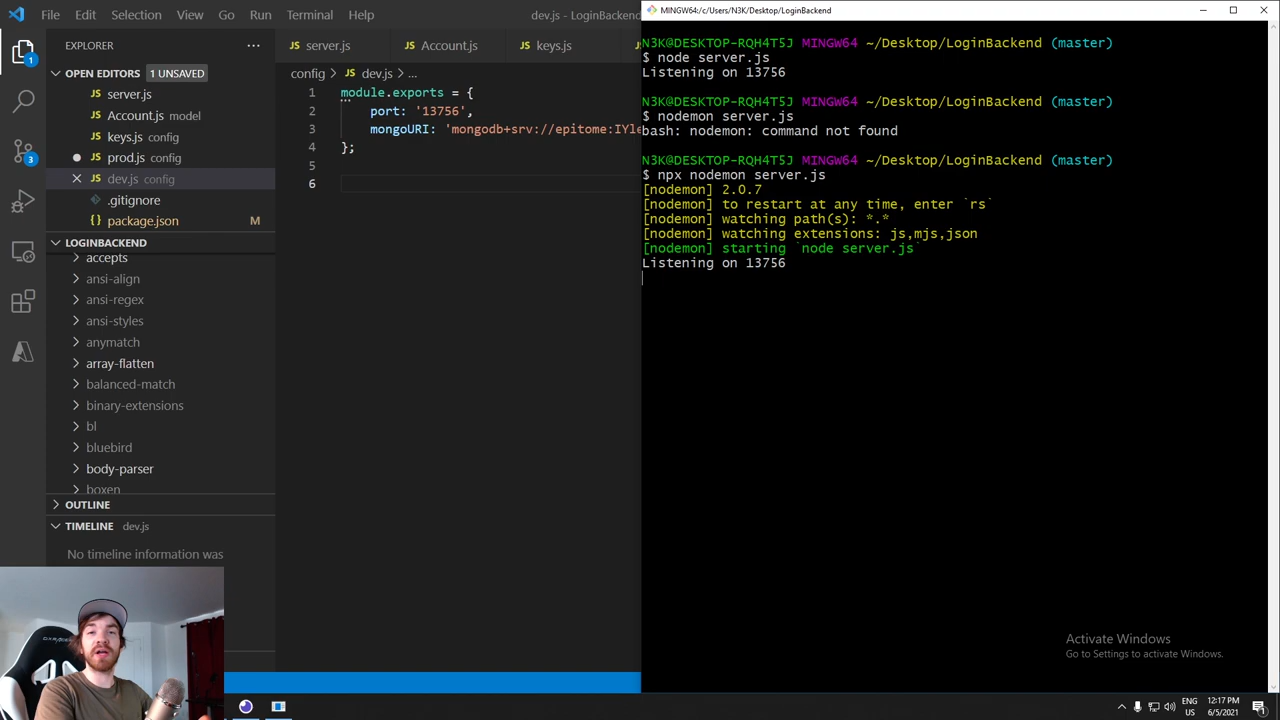 File Edit Selection View Go Run Terminal Help dev.js - LoginBackend
MINGW64:/c/Users/N3K/Desktop/LoginBackend
EXPLORER
OPEN EDITORS 1 UNSAVED
server.js
Account.js model
keys.js config
prod.js config
dev.js config
.gitignore
package.json
LOGINBACKEND
accepts
ansi-align
ansi-regex
ansi-styles
anymatch
array-flatten
balanced-match
binary-extensions
bl
bluebird
body-parser
boxen
OUTLINE
TIMELINE dev.js
No timeline information was
1
3
server.js Account.js keys.js
config > dev.js > ...
1 module.exports = {
2 port: '13756',
3 mongoURI: 'mongodb+srv://epitome:IYle
4 };
5
6
N3K@DESKTOP-RQH4T5J MINGW64 ~/Desktop/LoginBackend (master)
$ node server.js
Listening on 13756
N3K@DESKTOP-RQH4T5J MINGW64 ~/Desktop/LoginBackend (master)
$ nodemon server.js
bash: nodemon: command not found
N3K@DESKTOP-RQH4T5J MINGW64 ~/Desktop/LoginBackend (master)
$ npx nodemon server.js
[nodemon] 2.0.7
[nodemon] to restart at any time, enter `rs`
[nodemon] watching path(s): *.*
[nodemon] watching extensions: js,mjs,json
[nodemon] starting `node server.js`
Listening on 13756
Activate Windows
Go to Settings to activate Windows.
ENG
US
12:17 PM
6/5/2021
1